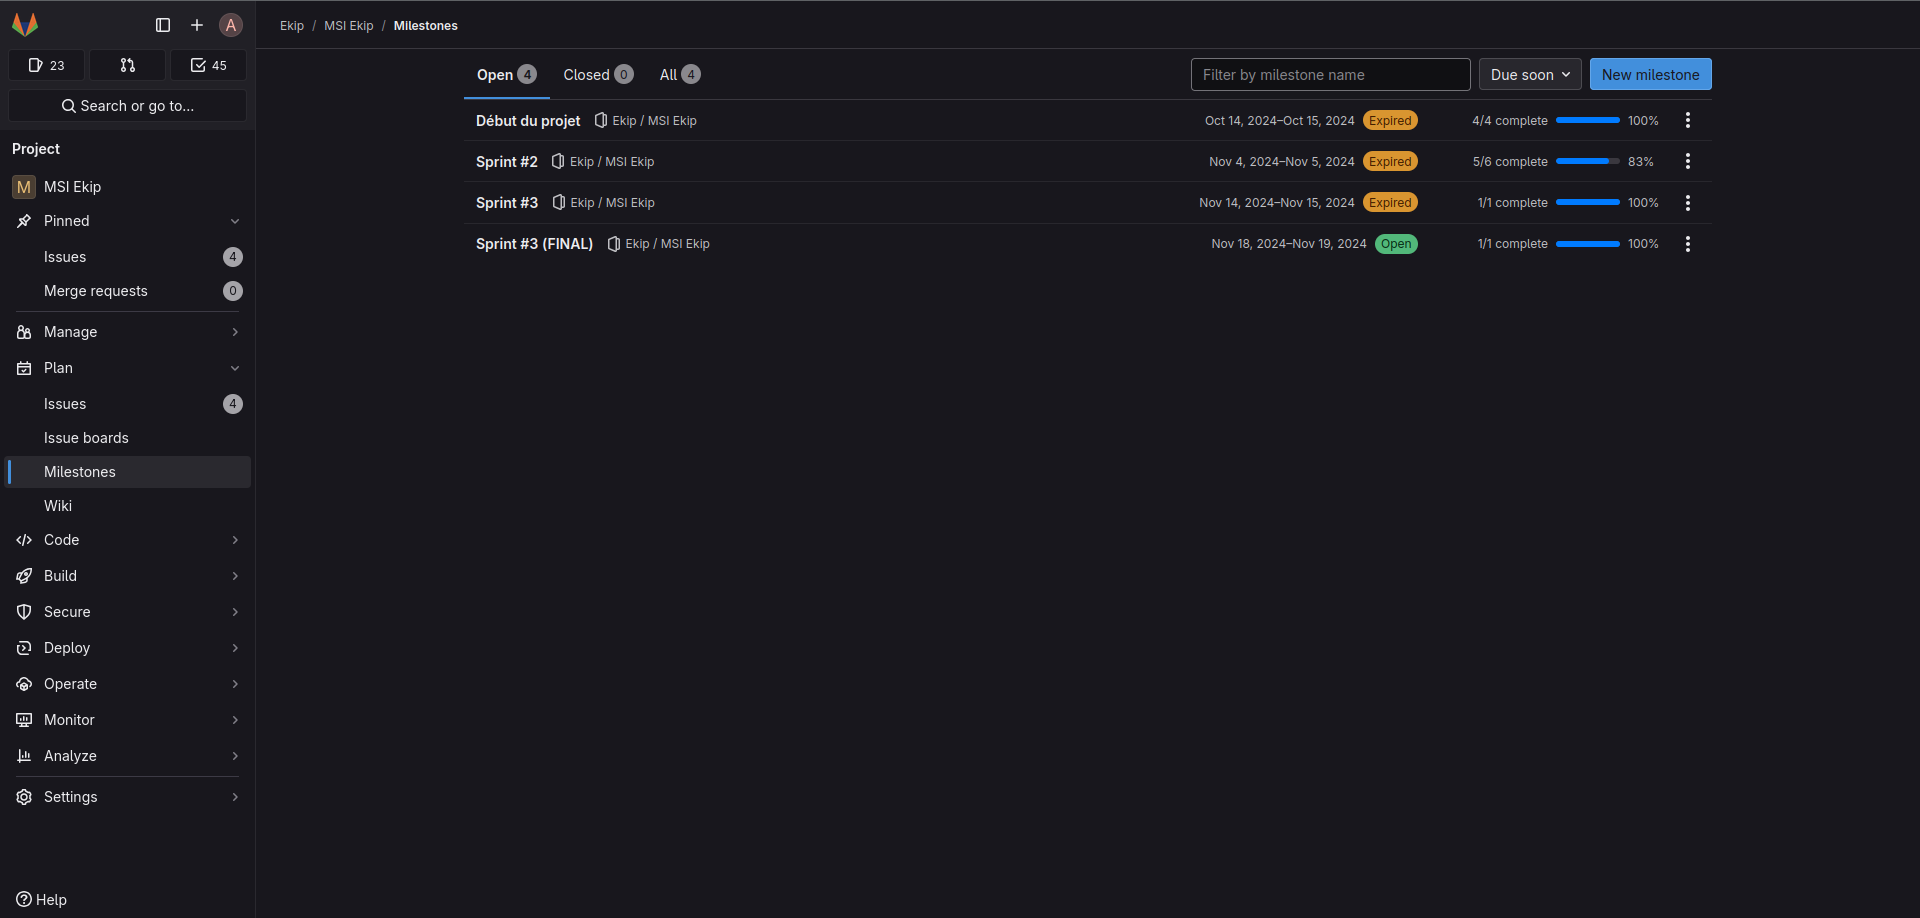 A
23
45
Search or go to...
Project
M MSI Ekip
Pinned
Issues 4
Merge requests 0
Manage
Plan
Issues 4
Issue boards
Milestones
Wiki
Code
Build
Secure
Deploy
Operate
Monitor
Analyze
Settings
Help
Ekip / MSI Ekip / Milestones
Open 4 Closed 0 All 4 Filter by milestone name Due soon New milestone
Début du projet Ekip / MSI Ekip Oct 14, 2024–Oct 15, 2024 Expired 4/4 complete 100%
Sprint #2 Ekip / MSI Ekip Nov 4, 2024–Nov 5, 2024 Expired 5/6 complete 83%
Sprint #3 Ekip / MSI Ekip Nov 14, 2024–Nov 15, 2024 Expired 1/1 complete 100%
Sprint #3 (FINAL) Ekip / MSI Ekip Nov 18, 2024–Nov 19, 2024 Open 1/1 complete 100%